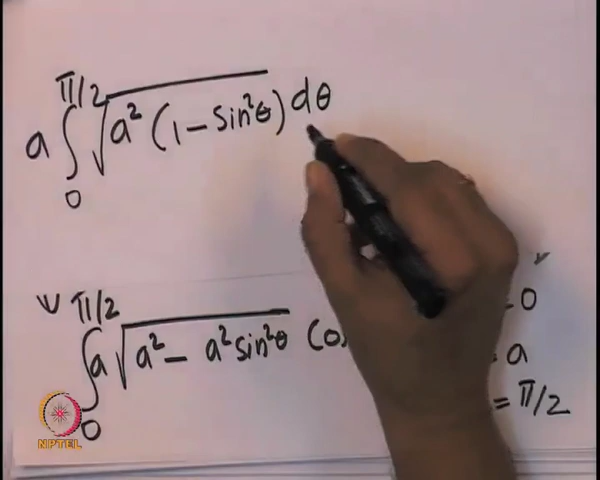 a ∫₀^{π/2} √(a² (1 - Sin²θ)) dθ
∫₀^{π/2} a √(a² - a² sin²θ)
0
a
= π/2
NPTEL